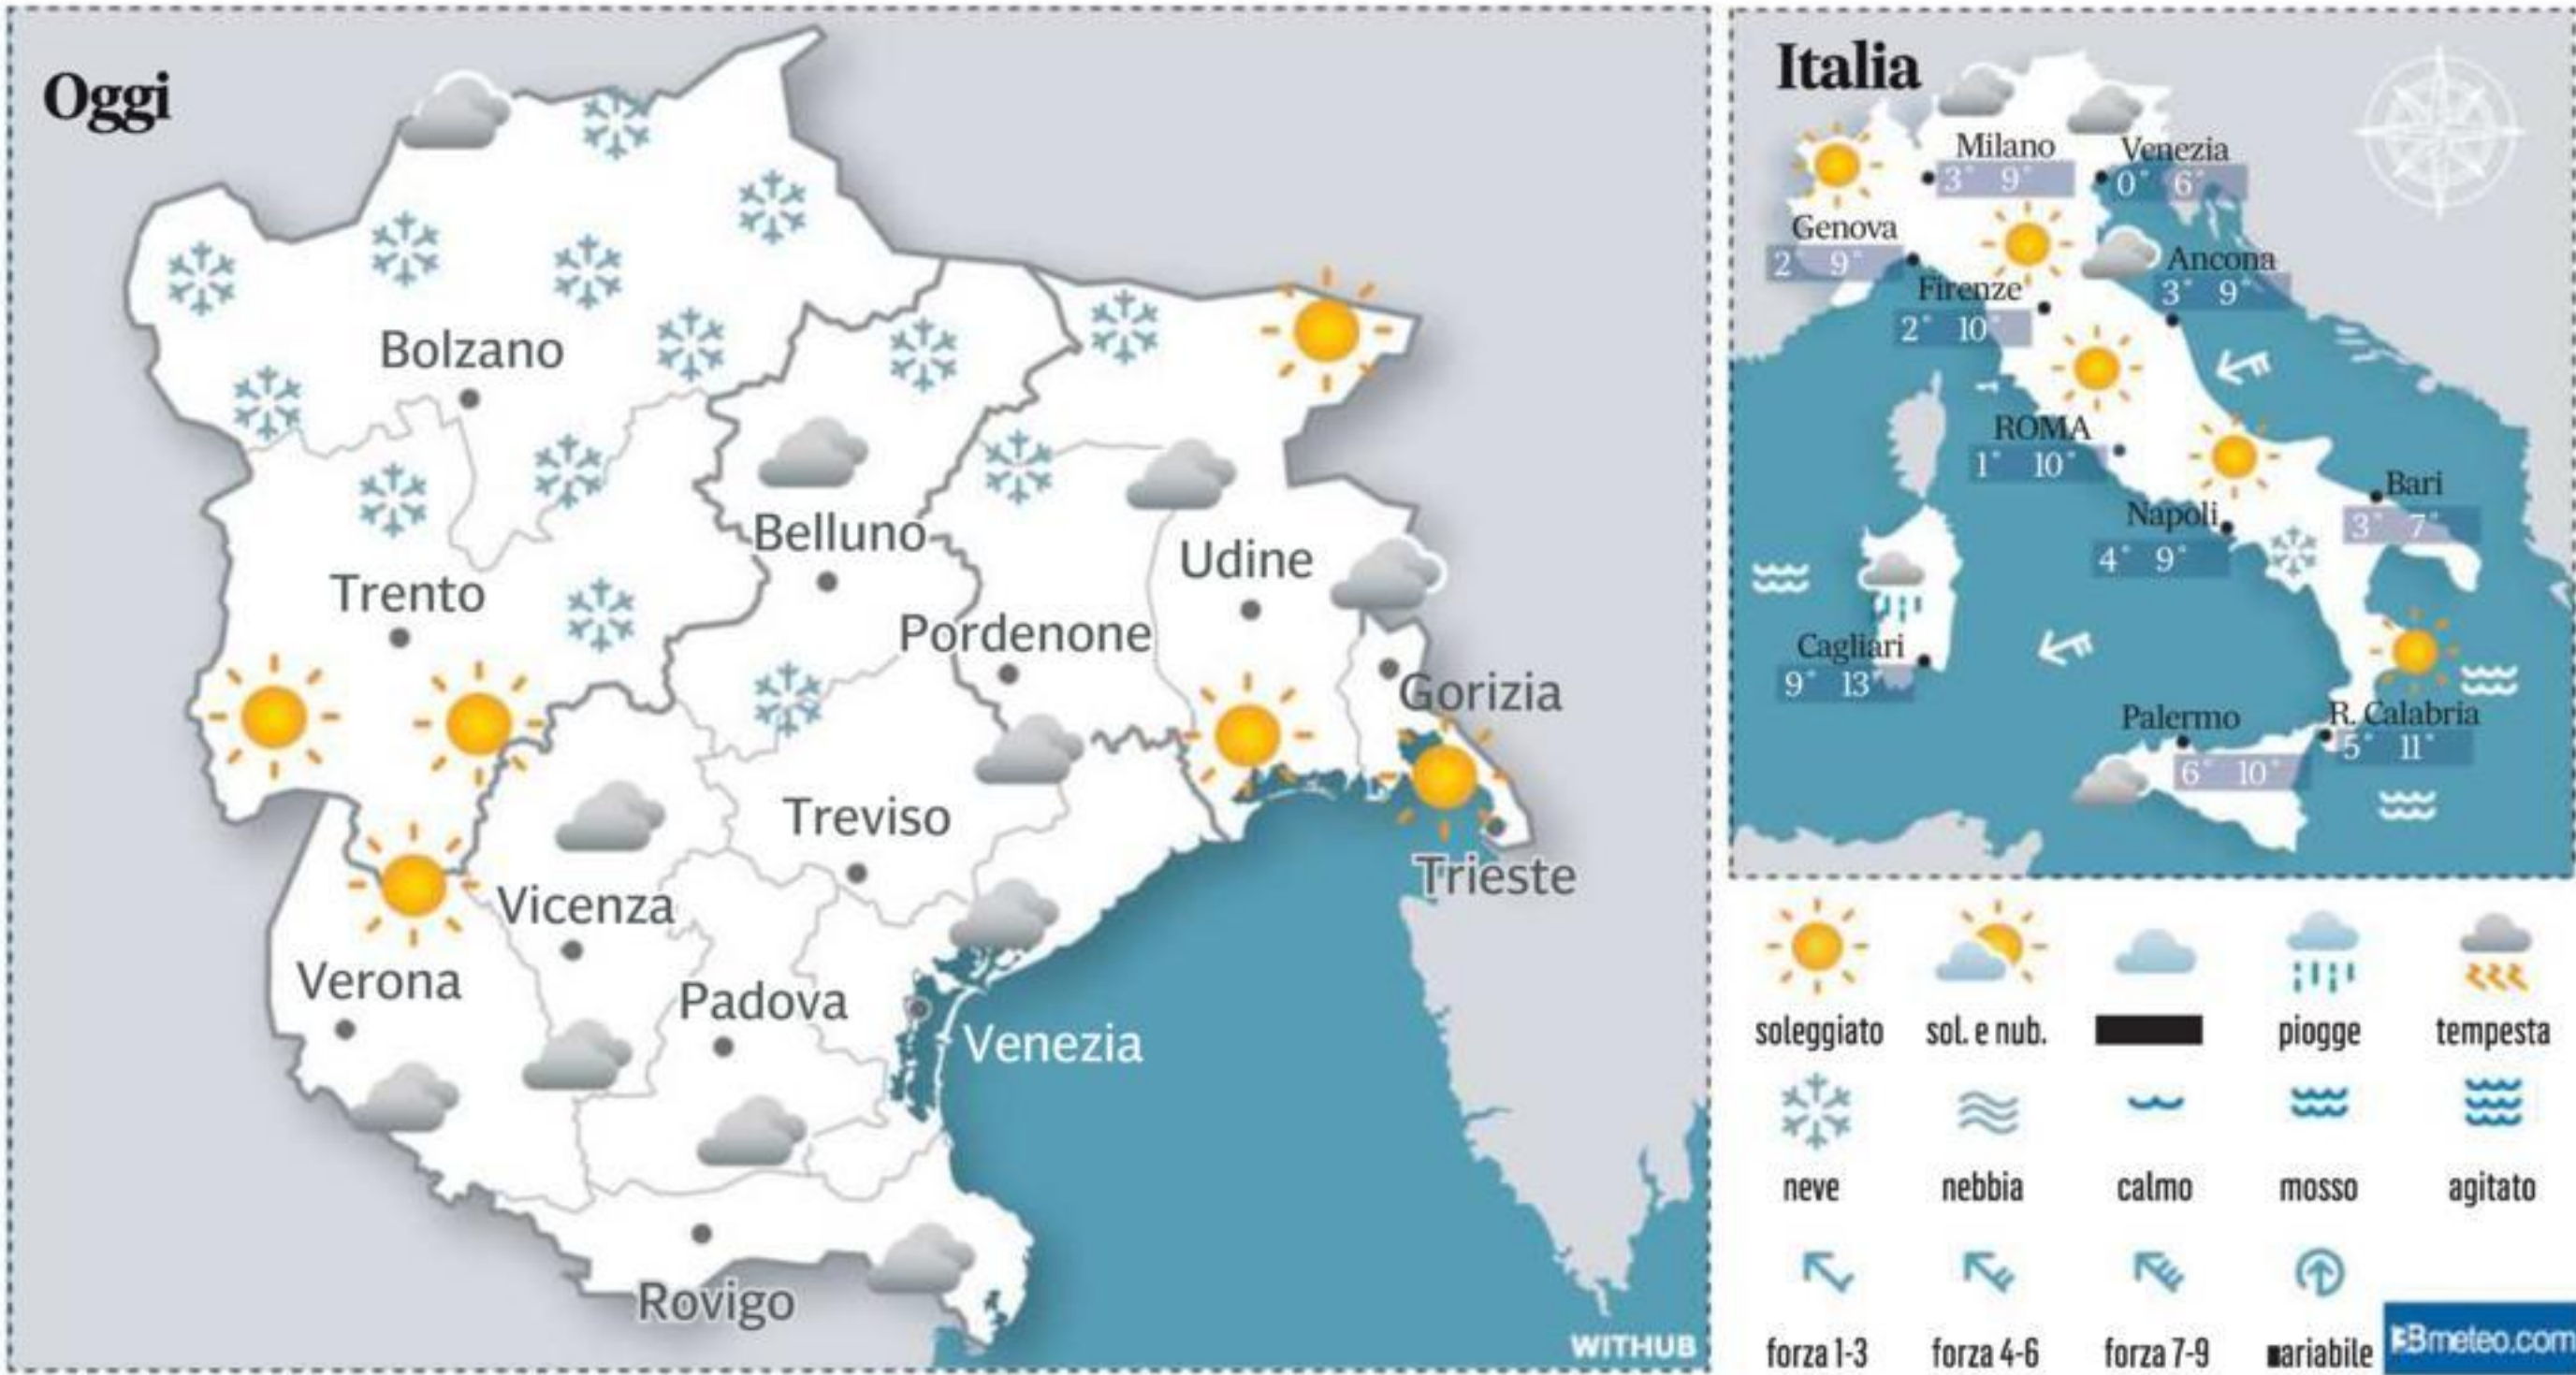 Oggi
Bolzano
Trento
Belluno
Udine
Pordenone
Gorizia
Treviso
Trieste
Vicenza
Verona
Padova
Venezia
Rovigo
WITHUB
Italia
Milano
3° 9°
Venezia
0° 6°
Genova
2° 9°
Ancona
3° 9°
Firenze
2° 10°
ROMA
1° 10°
Bari
3° 7°
Napoli
4° 9°
Cagliari
9° 13°
Palermo
6° 10°
R. Calabria
5° 11°
soleggiato sol. e nub. piogge tempesta
neve nebbia calmo mosso agitato
forza 1-3 forza 4-6 forza 7-9 ariabile
3Bmeteo.com